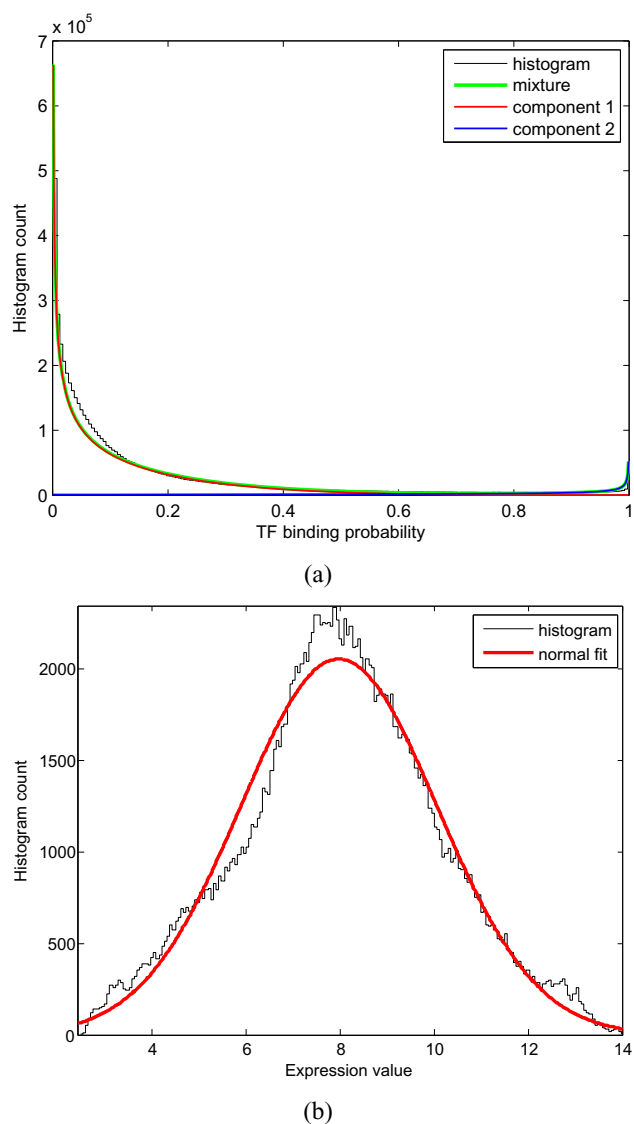 × 10⁵
7
6
5
4
3
2
1
0
Histogram count
histogram
mixture
component 1
component 2
0 0.2 0.4 0.6 0.8 1
TF binding probability
(a)
2000
1500
1000
500
0
Histogram count
histogram
normal fit
4 6 8 10 12 14
Expression value
(b)